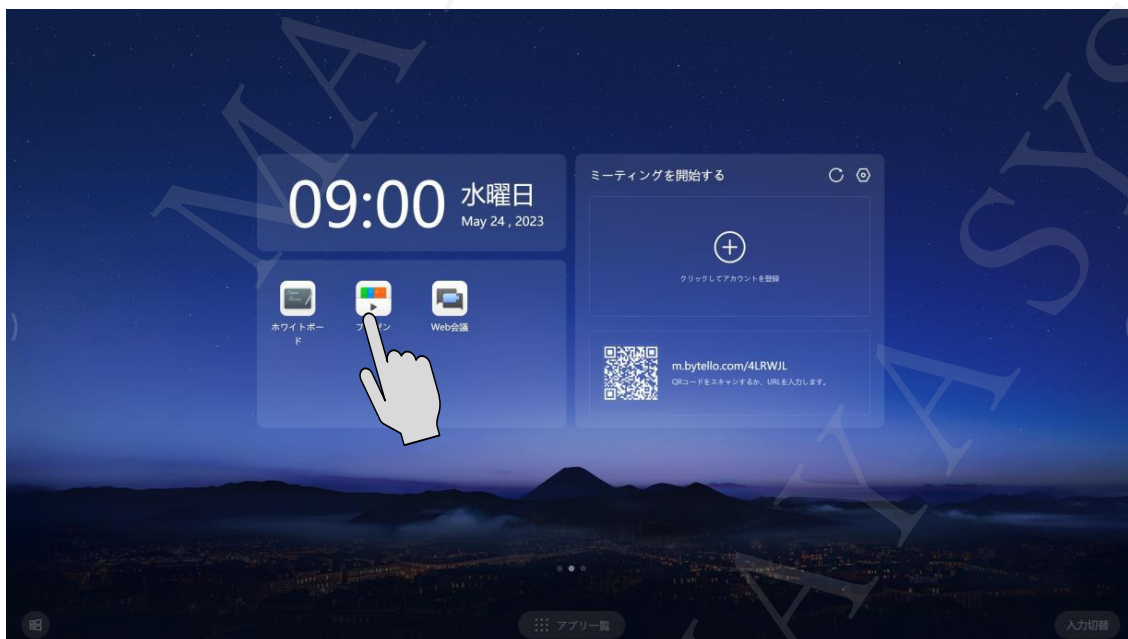 09:00
水曜日
May 24 , 2023
ホワイトボー
ド
Web会議
ミーティングを開始する
クリックしてアカウントを登録
m.bytello.com/4LRWJL
QRコードをスキャンするか、URLを入力します。
アプリ一覧
入力切替